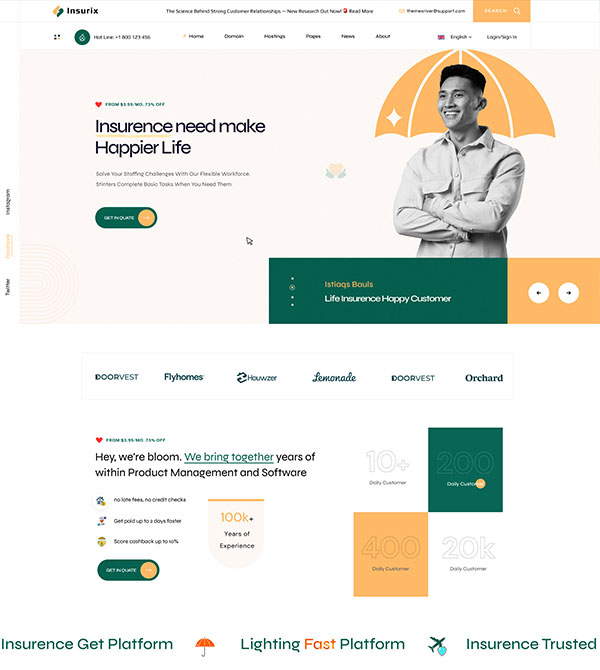 Insurix
The Science Behind Strong Customer Relationships — New Research Out Now! Read More
themeoriver@support.com
SEARCH
Hot Line: +1 800 123 456
Home
Domain
Hostings
Pages
News
About
English
Login/Sign In
FROM $3.99/MO. 73% OFF
Insurence need make
Happier Life
Solve Your Staffing Challenges With Our Flexible Workforce.
Stinters Complete Basic Tasks When You Need Them
GET IN QUATE
Instagram
Facebook
Twitter
Istiaqs Bauls
Life Insurence Happy Customer
DOORVEST
Flyhomes
Houwzer
Lemonade
DOORVEST
Orchard
FROM $3.99/MO. 73% OFF
Hey, we're bloom. We bring together years of
within Product Management and Software
no late fees, no credit checks
Get paid up to 2 days faster
Score cashback up to 10%
100k+
Years of
Experience
GET IN QUATE
10+
Daily Customer
200
Daily Customer
400
Daily Customer
20k
Daily Customer
Insurence Get Platform
Lighting Fast Platform
Insurence Trusted